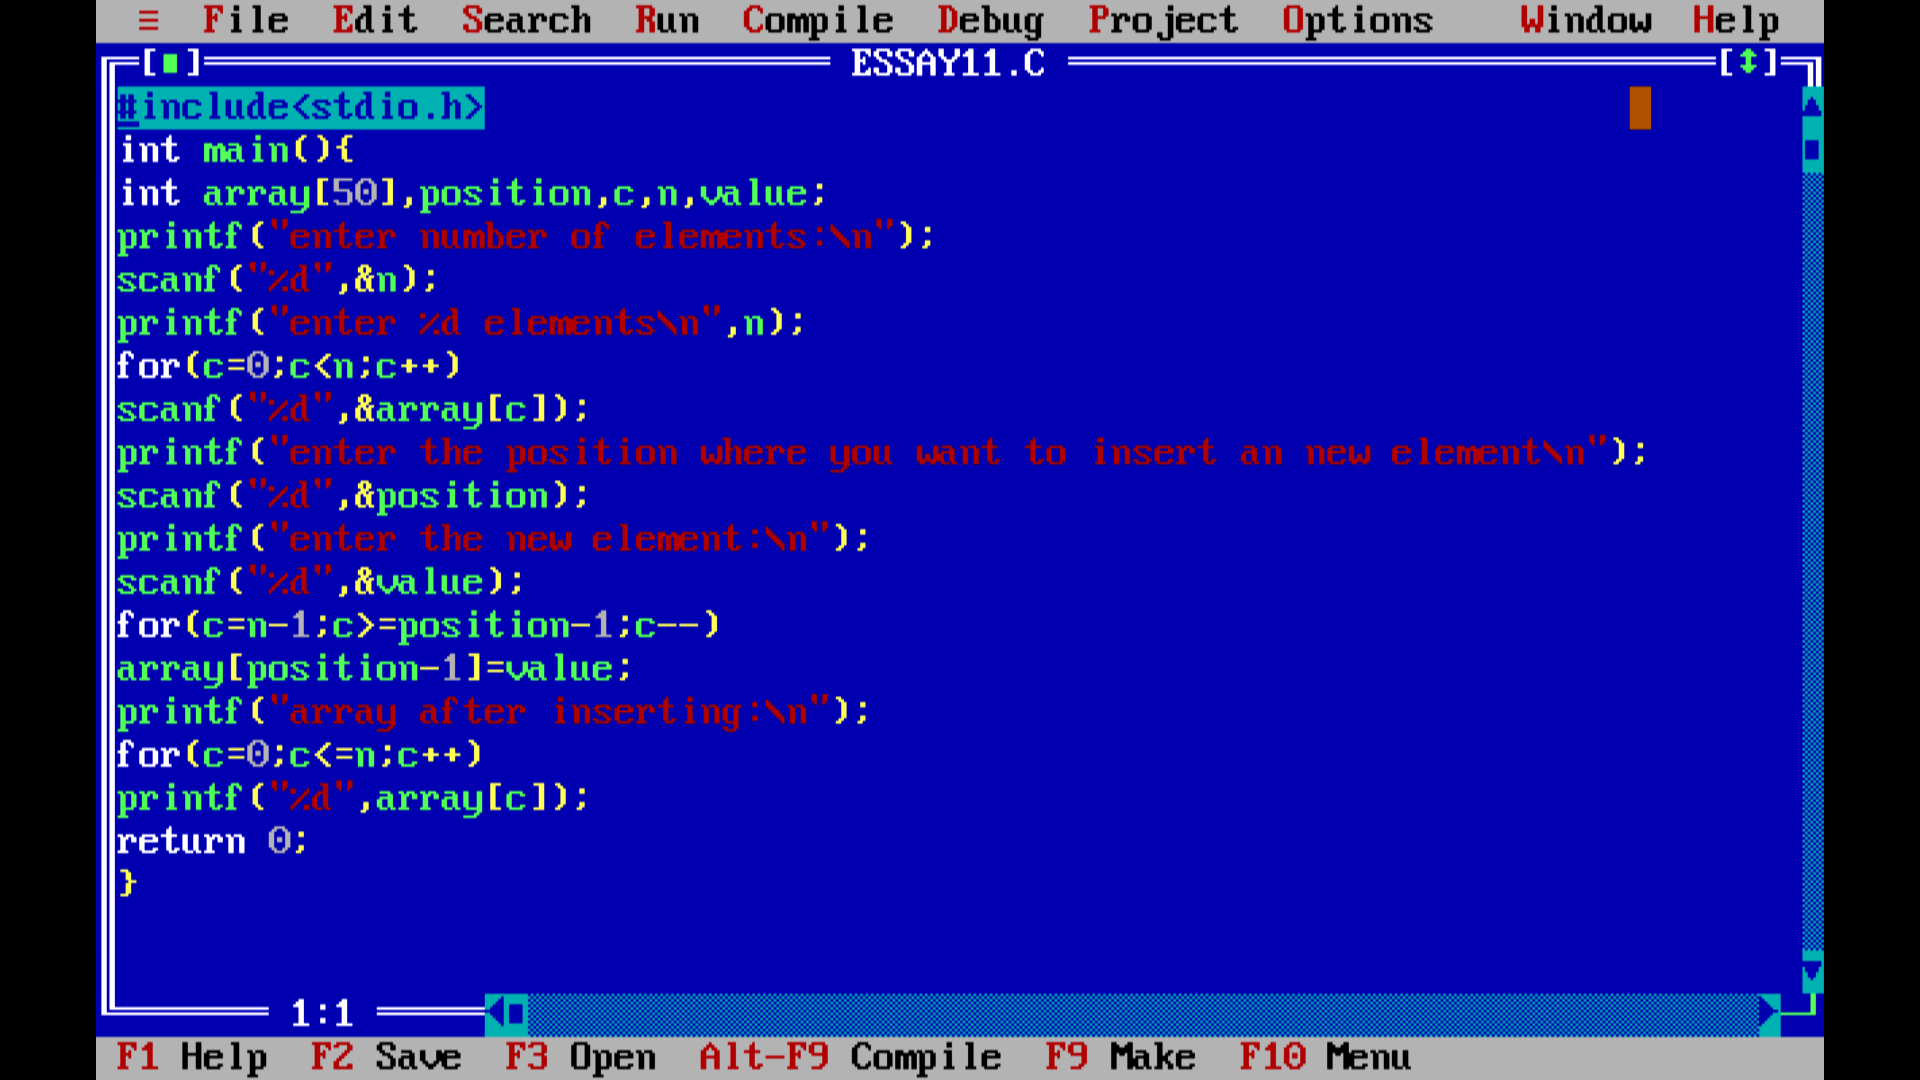 ≡ File Edit Search Run Compile Debug Project Options Window Help
[■] ESSAY11.C [↕]
#include<stdio.h>
int main(){
int array[50],position,c,n,value;
printf("enter number of elements:\n");
scanf("%d",&n);
printf("enter %d elements\n",n);
for(c=0;c<n;c++)
scanf("%d",&array[c]);
printf("enter the position where you want to insert an new element\n");
scanf("%d",&position);
printf("enter the new element:\n");
scanf("%d",&value);
for(c=n-1;c>=position-1;c--)
array[position-1]=value;
printf("array after inserting:\n");
for(c=0;c<=n;c++)
printf("%d",array[c]);
return 0;
}
1:1
F1 Help F2 Save F3 Open Alt-F9 Compile F9 Make F10 Menu